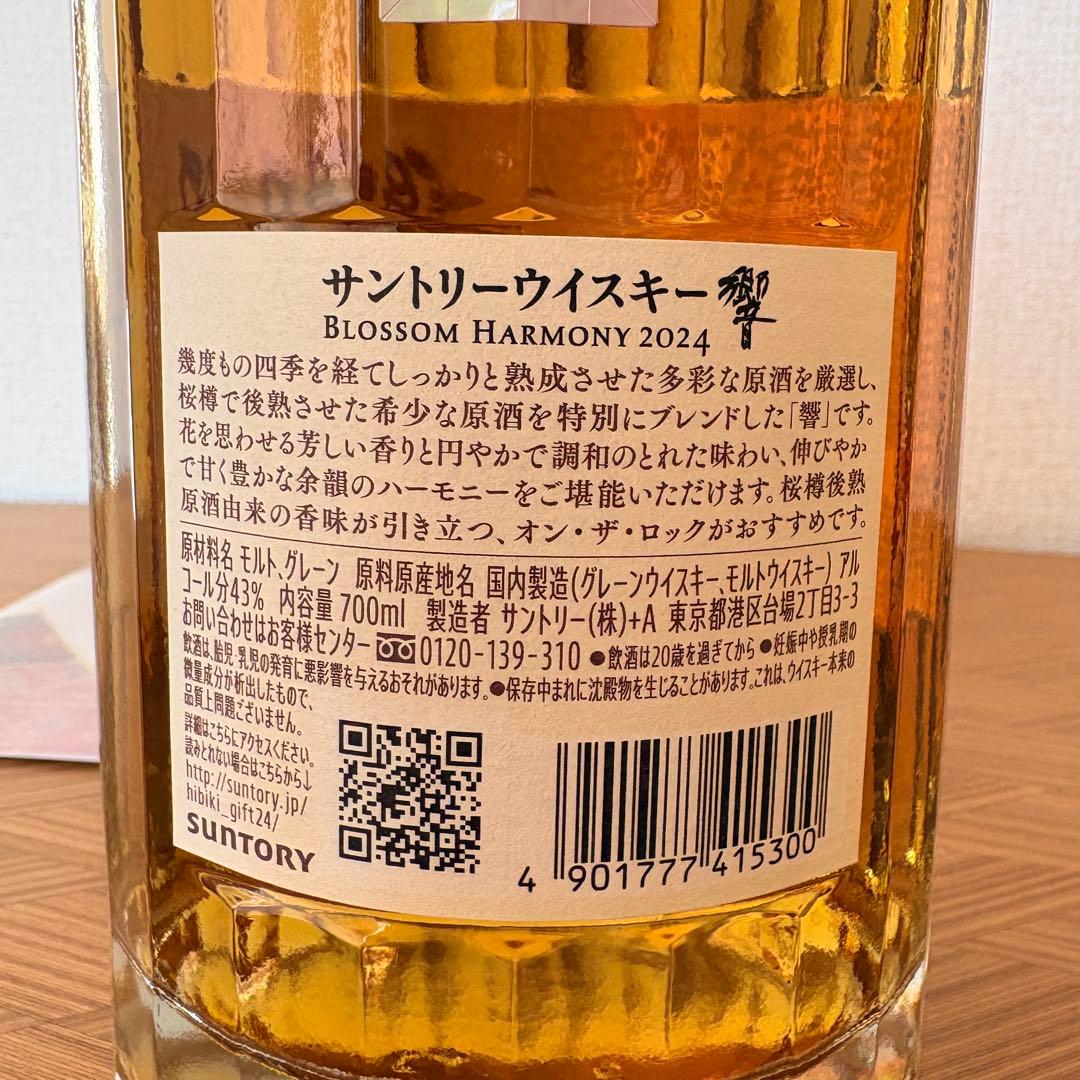 サントリーウイスキー 響
BLOSSOM HARMONY 2024
幾度もの四季を経てしっかりと熟成させた多彩な原酒を厳選し、
桜樽で後熟させた希少な原酒を特別にブレンドした「響」です。
花を思わせる芳しい香りと円やかで調和のとれた味わい、伸びやか
で甘く豊かな余韻のハーモニーをご堪能いただけます。桜樽後熟
原酒由来の香味が引き立つ、オン・ザ・ロックがおすすめです。
原材料名 モルト、グレーン 原料原産地名 国内製造(グレーンウイスキー、モルトウイスキー) アル
コール分43% 内容量 700ml 製造者 サントリー(株)+A 東京都港区台場2丁目3-3
お問い合わせはお客様センター 0120-139-310 ●飲酒は20歳を過ぎてから ●妊娠中や授乳期の
飲酒は、胎児・乳児の発育に悪影響を与えるおそれがあります。●保存中まれに沈殿物を生じることがあります。これは、ウイスキー本来の
微量成分が析出したもので、
品質上問題ございません。
詳細はこちらにアクセスください。
読みとれない場合はこちらから↓
http://suntory.jp/
hibiki_gift24/
SUNTORY
4 901777 415300